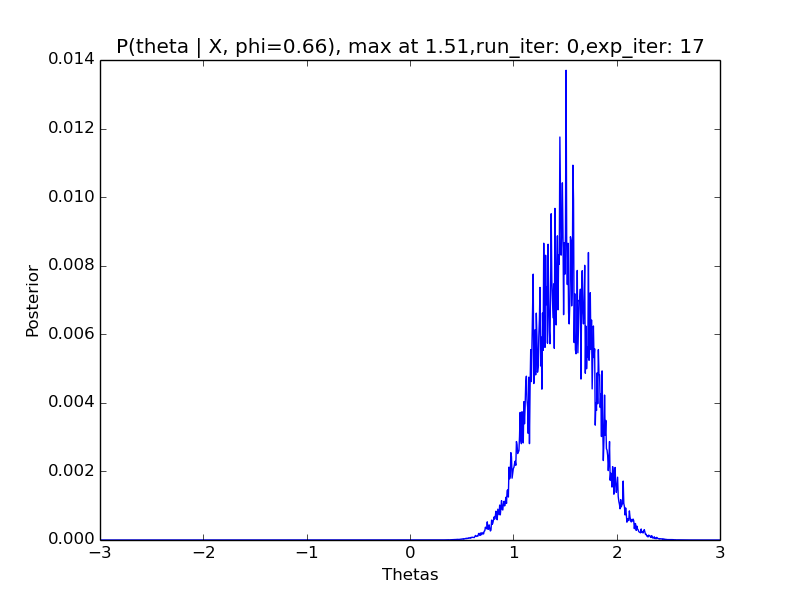 P(theta | X, phi=0.66), max at 1.51,run_iter: 0,exp_iter: 17
0.014
0.012
0.010
0.008
0.006
0.004
0.002
0.000
Posterior
−3 −2 −1 0 1 2 3
Thetas